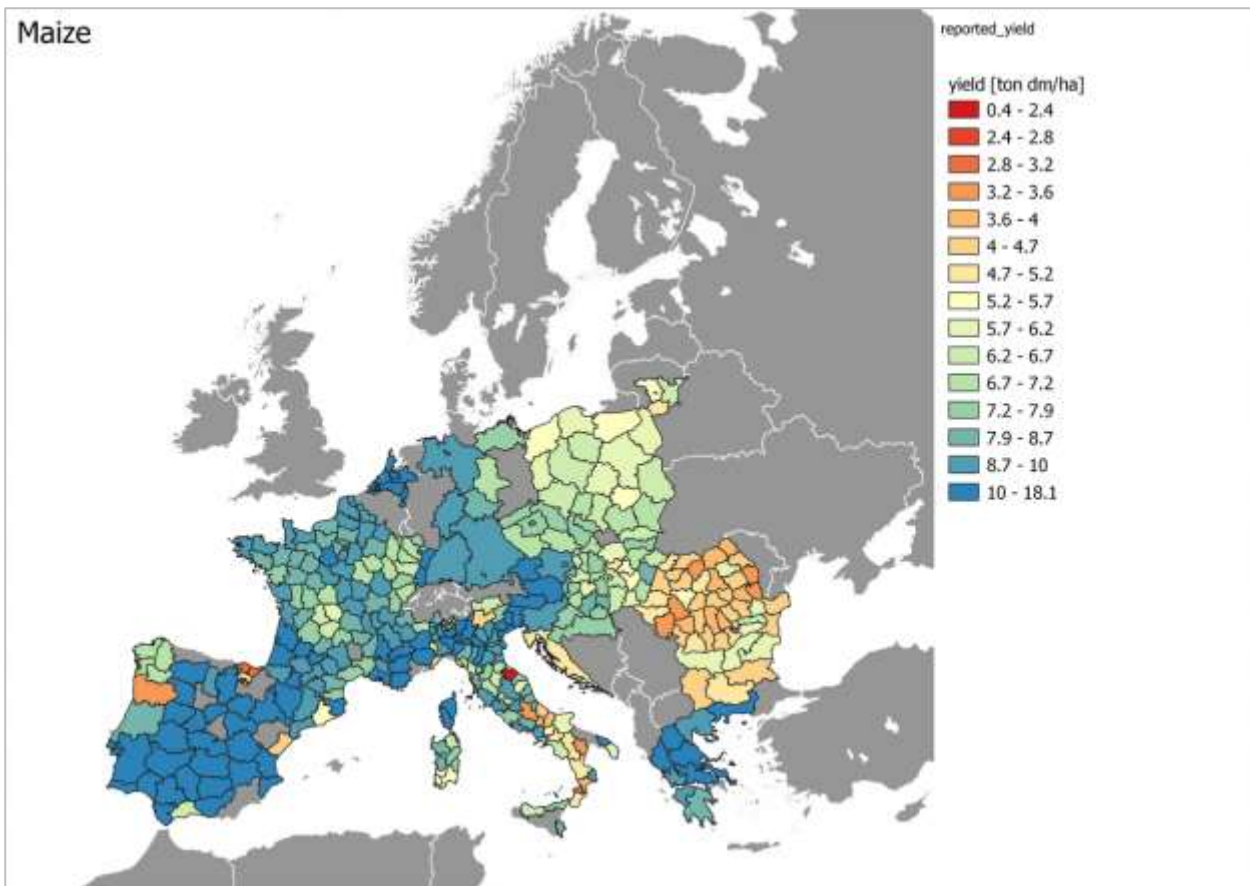 Maize
reported_yield
yield [ton dm/ha]
0.4 - 2.4
2.4 - 2.8
2.8 - 3.2
3.2 - 3.6
3.6 - 4
4 - 4.7
4.7 - 5.2
5.2 - 5.7
5.7 - 6.2
6.2 - 6.7
6.7 - 7.2
7.2 - 7.9
7.9 - 8.7
8.7 - 10
10 - 18.1